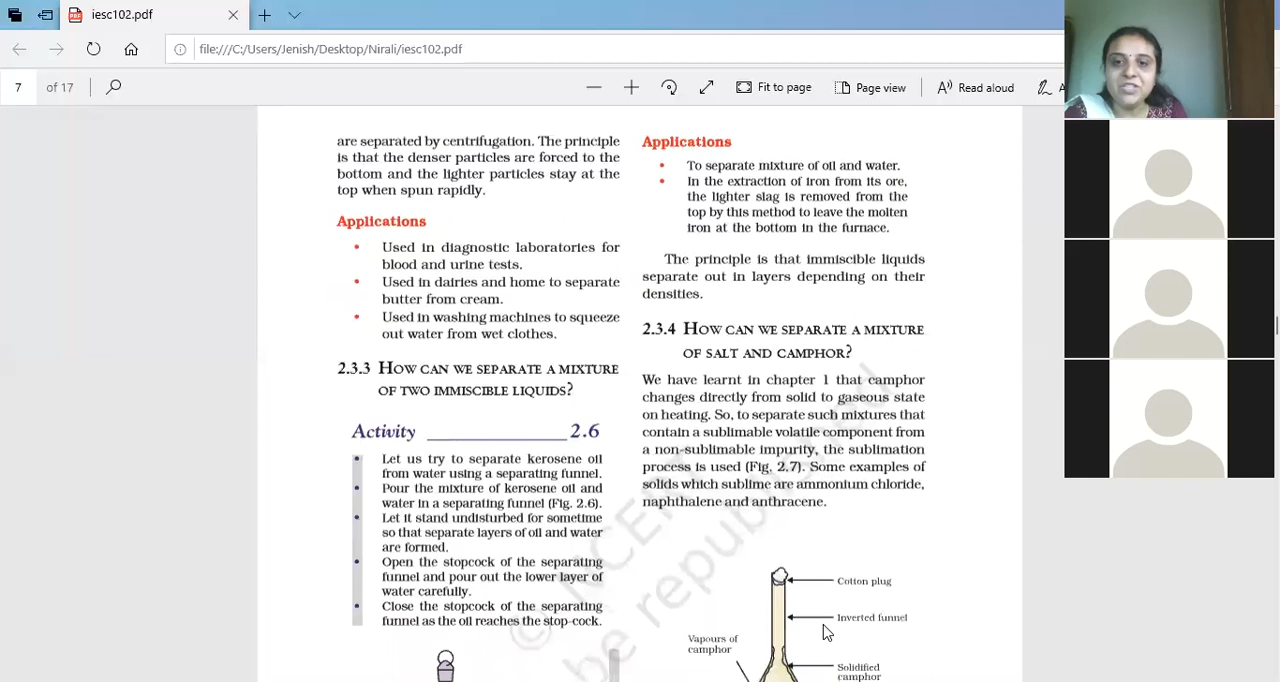 iesc102.pdf
file:///C:/Users/Jenish/Desktop/Nirali/iesc102.pdf
7 of 17
Fit to page
Page view
Read aloud
are separated by centrifugation. The principle
is that the denser particles are forced to the
bottom and the lighter particles stay at the
top when spun rapidly.
Applications
• Used in diagnostic laboratories for
blood and urine tests.
• Used in dairies and home to separate
butter from cream.
• Used in washing machines to squeeze
out water from wet clothes.
2.3.3 HOW CAN WE SEPARATE A MIXTURE
OF TWO IMMISCIBLE LIQUIDS?
Activity ______________ 2.6
• Let us try to separate kerosene oil
from water using a separating funnel.
• Pour the mixture of kerosene oil and
water in a separating funnel (Fig. 2.6).
• Let it stand undisturbed for sometime
so that separate layers of oil and water
are formed.
• Open the stopcock of the separating
funnel and pour out the lower layer of
water carefully.
• Close the stopcock of the separating
funnel as the oil reaches the stop-cock.
Applications
• To separate mixture of oil and water.
• In the extraction of iron from its ore,
the lighter slag is removed from the
top by this method to leave the molten
iron at the bottom in the furnace.
The principle is that immiscible liquids
separate out in layers depending on their
densities.
2.3.4 HOW CAN WE SEPARATE A MIXTURE
OF SALT AND CAMPHOR?
We have learnt in chapter 1 that camphor
changes directly from solid to gaseous state
on heating. So, to separate such mixtures that
contain a sublimable volatile component from
a non-sublimable impurity, the sublimation
process is used (Fig. 2.7). Some examples of
solids which sublime are ammonium chloride,
naphthalene and anthracene.
Cotton plug
Inverted funnel
Vapours of
camphor
Solidified
camphor
© NCERT
be republished